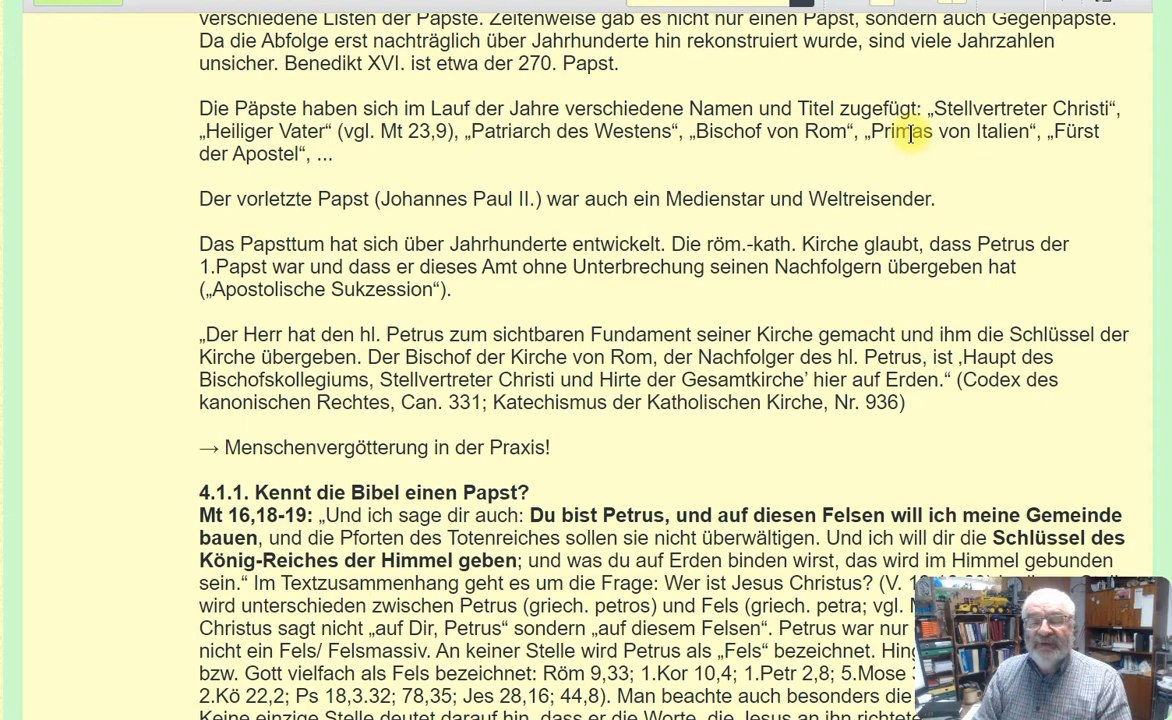 verschiedene Listen der Päpste. Zeitenweise gab es nicht nur einen Papst, sondern auch Gegenpäpste.
Da die Abfolge erst nachträglich über Jahrhunderte hin rekonstruiert wurde, sind viele Jahrzahlen
unsicher. Benedikt XVI. ist etwa der 270. Papst.
Die Päpste haben sich im Lauf der Jahre verschiedene Namen und Titel zugefügt: „Stellvertreter Christi“,
„Heiliger Vater“ (vgl. Mt 23,9), „Patriarch des Westens“, „Bischof von Rom“, „Primas von Italien“, „Fürst
der Apostel“, ...
Der vorletzte Papst (Johannes Paul II.) war auch ein Medienstar und Weltreisender.
Das Papsttum hat sich über Jahrhunderte entwickelt. Die röm.-kath. Kirche glaubt, dass Petrus der
1.Papst war und dass er dieses Amt ohne Unterbrechung seinen Nachfolgern übergeben hat
(„Apostolische Sukzession“).
„Der Herr hat den hl. Petrus zum sichtbaren Fundament seiner Kirche gemacht und ihm die Schlüssel der
Kirche übergeben. Der Bischof der Kirche von Rom, der Nachfolger des hl. Petrus, ist ‚Haupt des
Bischofskollegiums, Stellvertreter Christi und Hirte der Gesamtkirche’ hier auf Erden.“ (Codex des
kanonischen Rechtes, Can. 331; Katechismus der Katholischen Kirche, Nr. 936)
→ Menschenvergötterung in der Praxis!
4.1.1. Kennt die Bibel einen Papst?
Mt 16,18-19: „Und ich sage dir auch: Du bist Petrus, und auf diesen Felsen will ich meine Gemeinde
bauen, und die Pforten des Totenreiches sollen sie nicht überwältigen. Und ich will dir die Schlüssel des
König-Reiches der Himmel geben; und was du auf Erden binden wirst, das wird im Himmel gebunden
sein.“ Im Textzusammenhang geht es um die Frage: Wer ist Jesus Christus? (V.
wird unterschieden zwischen Petrus (griech. petros) und Fels (griech. petra; vgl.
Christus sagt nicht „auf Dir, Petrus“ sondern „auf diesem Felsen“. Petrus war nur
nicht ein Fels/ Felsmassiv. An keiner Stelle wird Petrus als „Fels“ bezeichnet.
bzw. Gott vielfach als Fels bezeichnet: Röm 9,33; 1.Kor 10,4; 1.Petr 2,8; 5.Mose
2.Kö 22,2; Ps 18,3.32; 78,35; Jes 28,16; 44,8). Man beachte auch besonders die
Keine einzige Stelle deutet darauf hin, dass er die Worte, die Jesus an ihn richtete